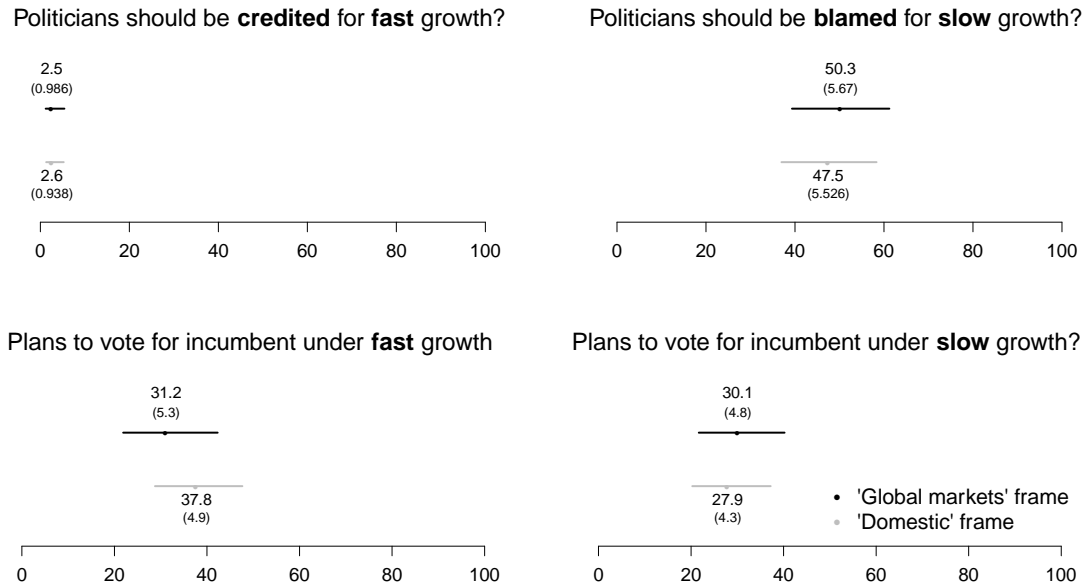 Politicians should be credited for fast growth?
2.5
(0.986)
2.6
(0.938)
0 20 40 60 80 100
Politicians should be blamed for slow growth?
50.3
(5.67)
47.5
(5.526)
0 20 40 60 80 100
Plans to vote for incumbent under fast growth
31.2
(5.3)
37.8
(4.9)
0 20 40 60 80 100
Plans to vote for incumbent under slow growth?
30.1
(4.8)
27.9
(4.3)
'Global markets' frame
'Domestic' frame
0 20 40 60 80 100